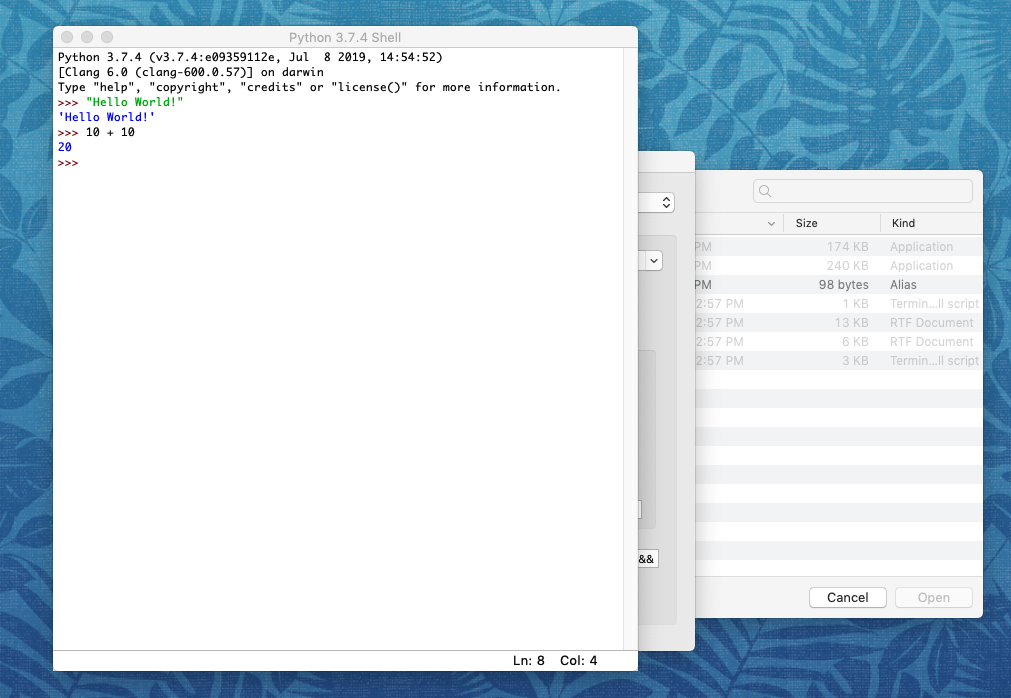 Python 3.7.4 Shell
Python 3.7.4 (v3.7.4:e09359112e, Jul  8 2019, 14:54:52)
[Clang 6.0 (clang-600.0.57)] on darwin
Type "help", "copyright", "credits" or "license()" for more information.
>>> "Hello World!"
'Hello World!'
>>> 10 + 10
20
>>>
Ln: 8 Col: 4
&&
Size Kind
PM 174 KB Application
PM 240 KB Application
PM 98 bytes Alias
2:57 PM 1 KB Termin...ll script
2:57 PM 13 KB RTF Document
2:57 PM 6 KB RTF Document
2:57 PM 3 KB Termin...ll script
Cancel Open